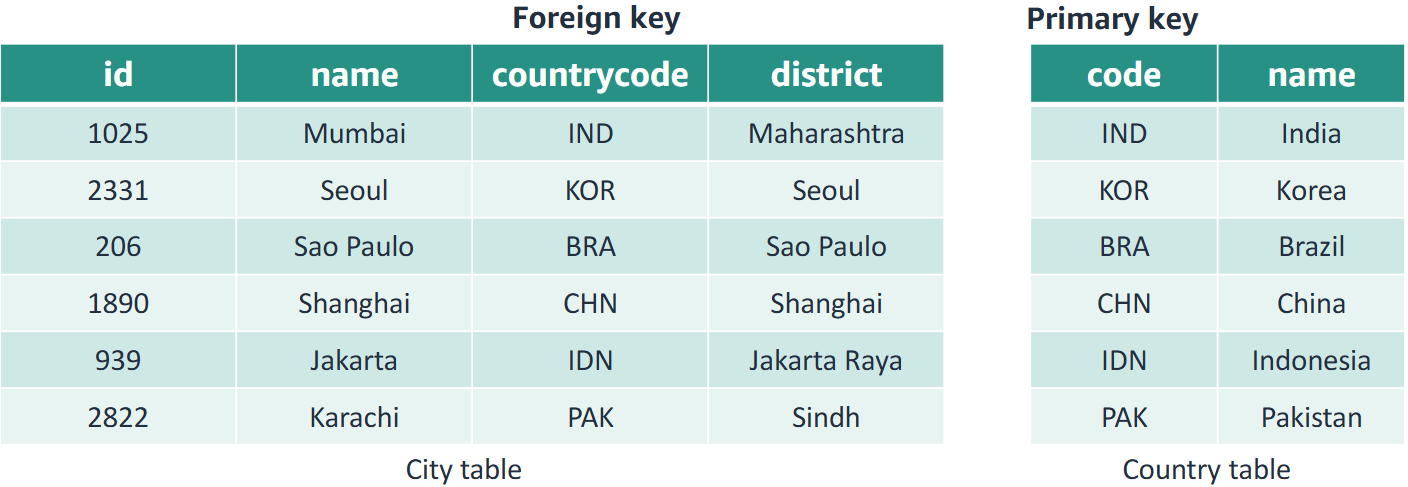 Foreign key Primary key
id name countrycode district code name
1025 Mumbai IND Maharashtra IND India
2331 Seoul KOR Seoul KOR Korea
206 Sao Paulo BRA Sao Paulo BRA Brazil
1890 Shanghai CHN Shanghai CHN China
939 Jakarta IDN Jakarta Raya IDN Indonesia
2822 Karachi PAK Sindh PAK Pakistan
City table Country table